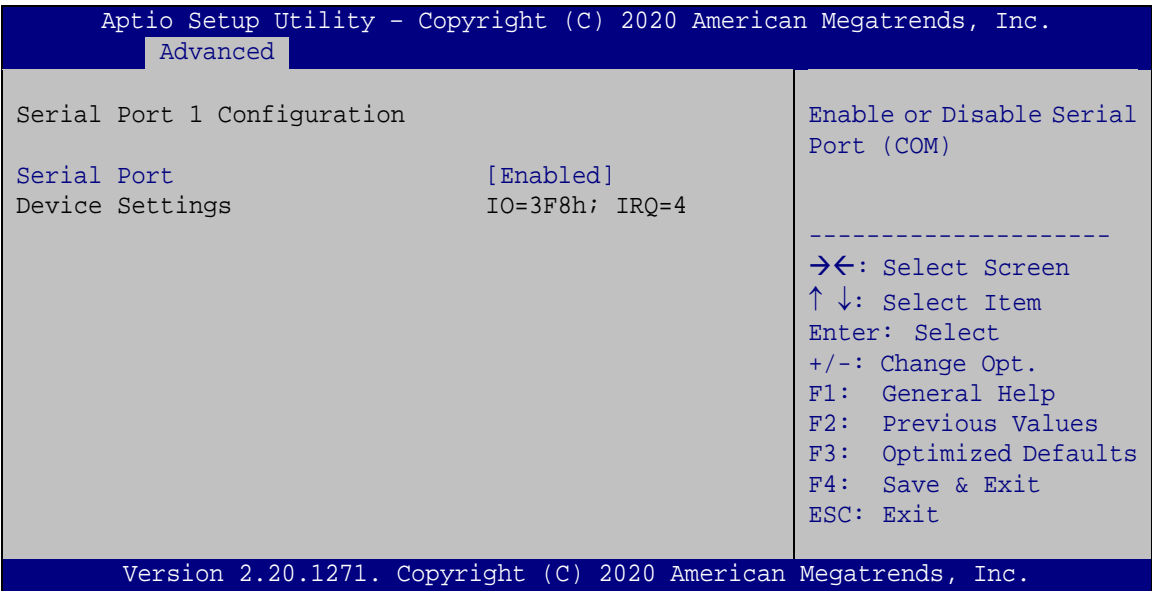 Aptio Setup Utility – Copyright (C) 2020 American Megatrends, Inc.
Advanced
Serial Port 1 Configuration
Serial Port [Enabled]
Device Settings IO=3F8h; IRQ=4
Enable or Disable Serial
Port (COM)
---------------------
→←: Select Screen
↑ ↓: Select Item
Enter: Select
+/-: Change Opt.
F1: General Help
F2: Previous Values
F3: Optimized Defaults
F4: Save & Exit
ESC: Exit
Version 2.20.1271. Copyright (C) 2020 American Megatrends, Inc.